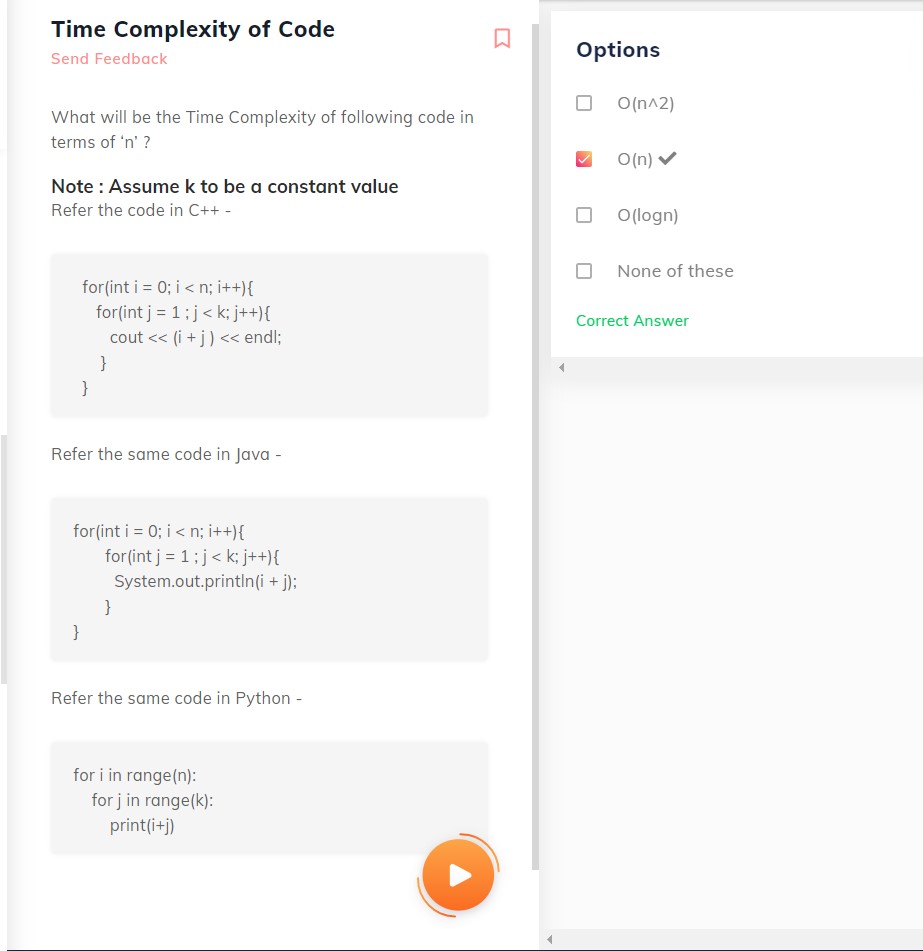 Time Complexity of Code
Send Feedback
What will be the Time Complexity of following code in
terms of ‘n’ ?
Note : Assume k to be a constant value
Refer the code in C++ -
for(int i = 0; i < n; i++){
for(int j = 1 ; j < k; j++){
cout << (i + j ) << endl;
}
}
Refer the same code in Java -
for(int i = 0; i < n; i++){
for(int j = 1 ; j < k; j++){
System.out.println(i + j);
}
}
Refer the same code in Python -
for i in range(n):
for j in range(k):
print(i+j)
Options
O(n^2)
O(n)
O(logn)
None of these
Correct Answer